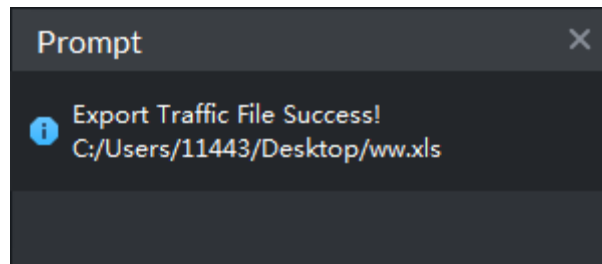 Prompt
Export Traffic File Success!
C:/Users/11443/Desktop/ww.xls